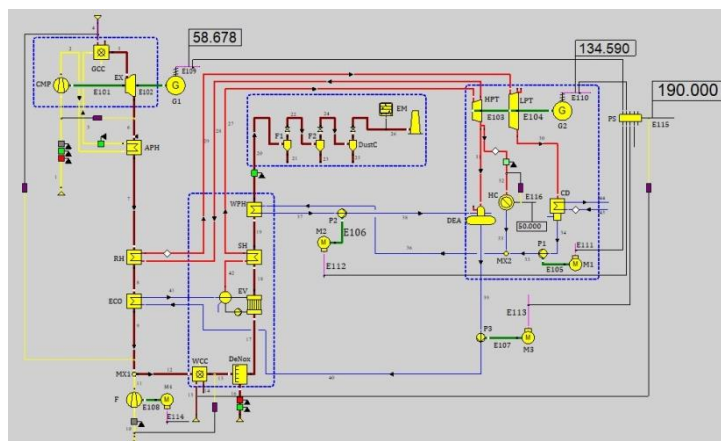 58.678
134.590
190.000
GCC
E109
E110
CMP
EX
E101
E102
G1
HPT
LPT
E103
E104
G2
PS
E115
EM
F1
F2
DustC
APH
WPH
HC
E116
CD
50.000
DEA
P2
E106
M2
E112
RH
SH
MX2
P1
E111
E105
M1
ECO
EV
E113
P3
E107
M3
MX1
WCC
DeNox
F
E108
E114